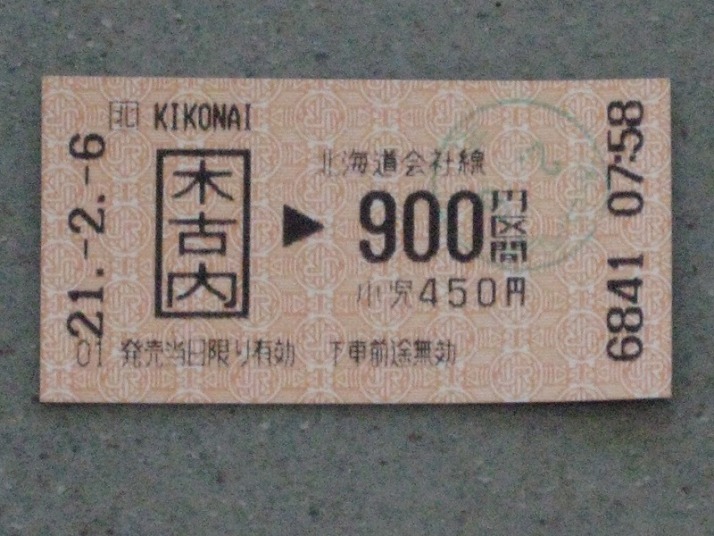 21.-2.-6
北 KIKONAI
木古内
北海道会社線
▶ 900円区間
小児450円
01 発売当日限り有効 下車前途無効
6841 07:58